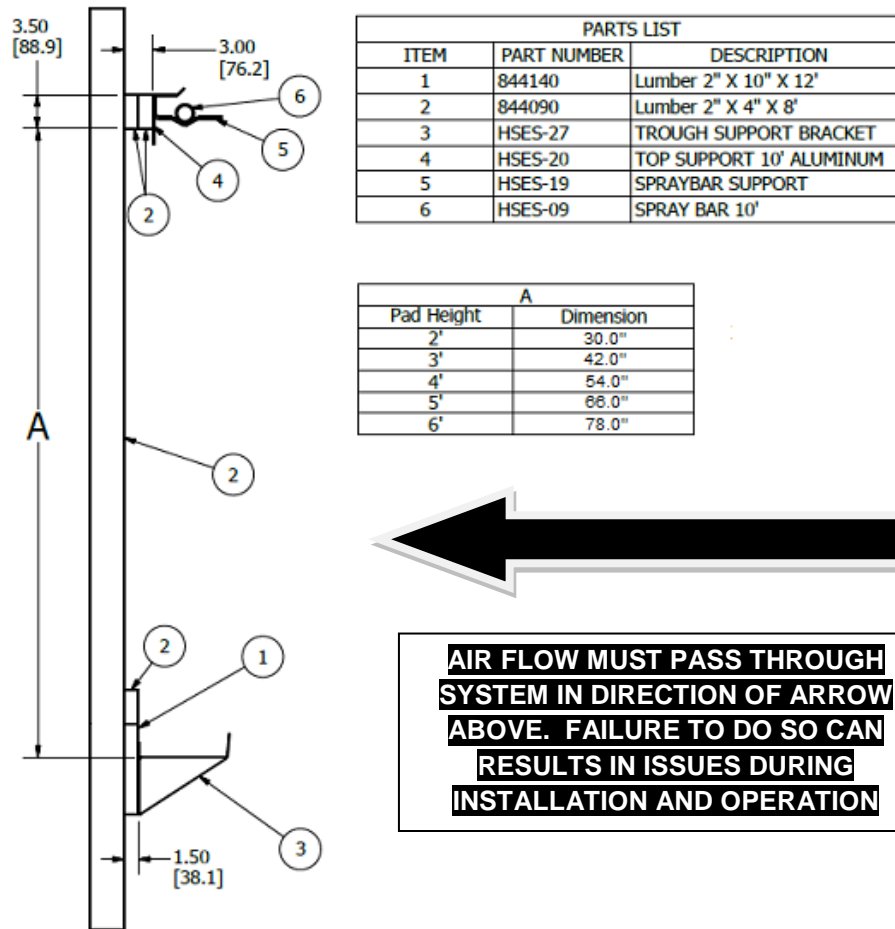 3.50
[88.9]
3.00
[76.2]
6
5
4
2
A
2
2
1
3
1.50
[38.1]
PARTS LIST
ITEM PART NUMBER DESCRIPTION
1 844140 Lumber 2" X 10" X 12'
2 844090 Lumber 2" X 4" X 8'
3 HSES-27 TROUGH SUPPORT BRACKET
4 HSES-20 TOP SUPPORT 10' ALUMINUM
5 HSES-19 SPRAYBAR SUPPORT
6 HSES-09 SPRAY BAR 10'
A
Pad Height Dimension
2' 30.0"
3' 42.0"
4' 54.0"
5' 66.0"
6' 78.0"
AIR FLOW MUST PASS THROUGH
SYSTEM IN DIRECTION OF ARROW
ABOVE. FAILURE TO DO SO CAN
RESULTS IN ISSUES DURING
INSTALLATION AND OPERATION